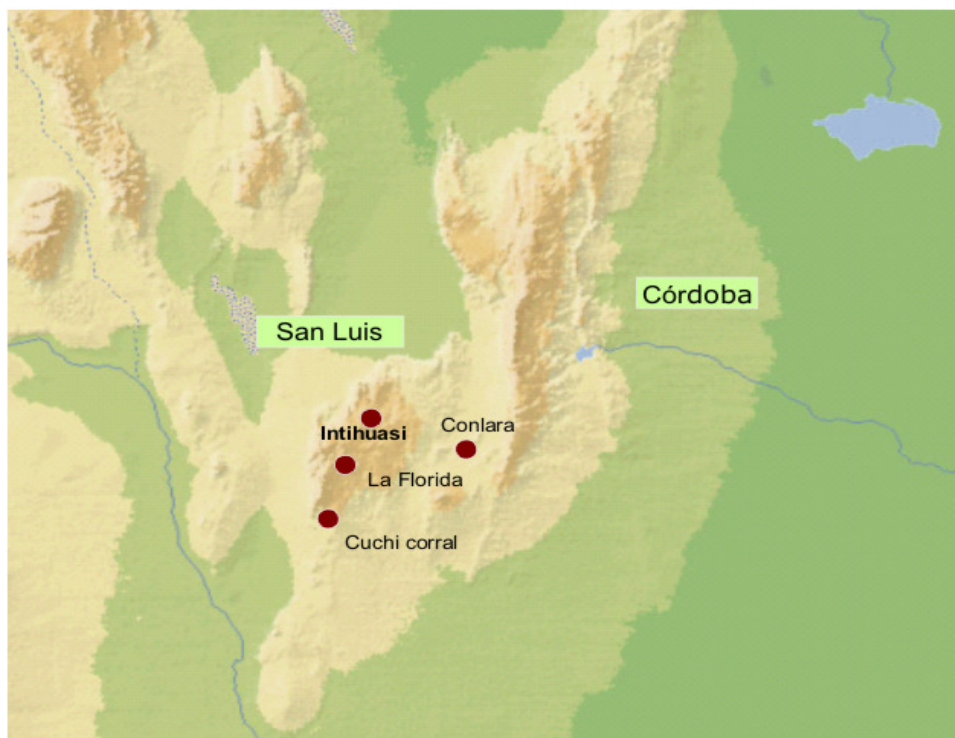 Córdoba
San Luis
Conlara
Intihuasi
La Florida
Cuchi corral